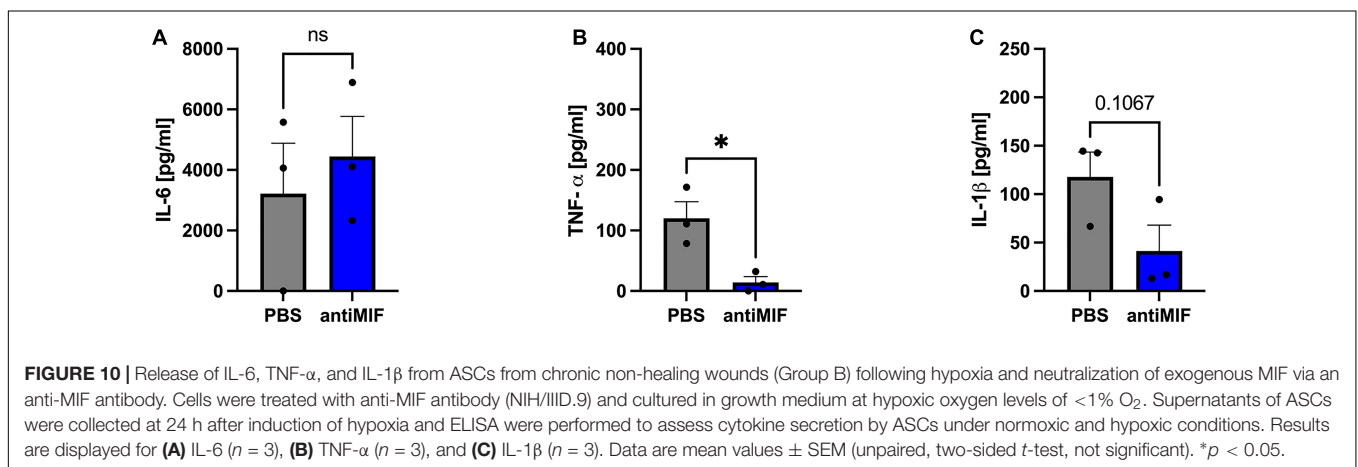 A
IL-6 [pg/ml]
8000
6000
4000
2000
0
ns
PBS antiMIF
B
TNF- α [pg/ml]
400
300
200
100
0
*
PBS antiMIF
C
IL-1β [pg/ml]
250
200
150
100
50
0
0.1067
PBS antiMIF
FIGURE 10 | Release of IL-6, TNF-α, and IL-1β from ASCs from chronic non-healing wounds (Group B) following hypoxia and neutralization of exogenous MIF via an
anti-MIF antibody. Cells were treated with anti-MIF antibody (NIH/IIID.9) and cultured in growth medium at hypoxic oxygen levels of <1% O₂. Supernatants of ASCs
were collected at 24 h after induction of hypoxia and ELISA were performed to assess cytokine secretion by ASCs under normoxic and hypoxic conditions. Results
are displayed for (A) IL-6 (n = 3), (B) TNF-α (n = 3), and (C) IL-1β (n = 3). Data are mean values ± SEM (unpaired, two-sided t-test, not significant). *p < 0.05.